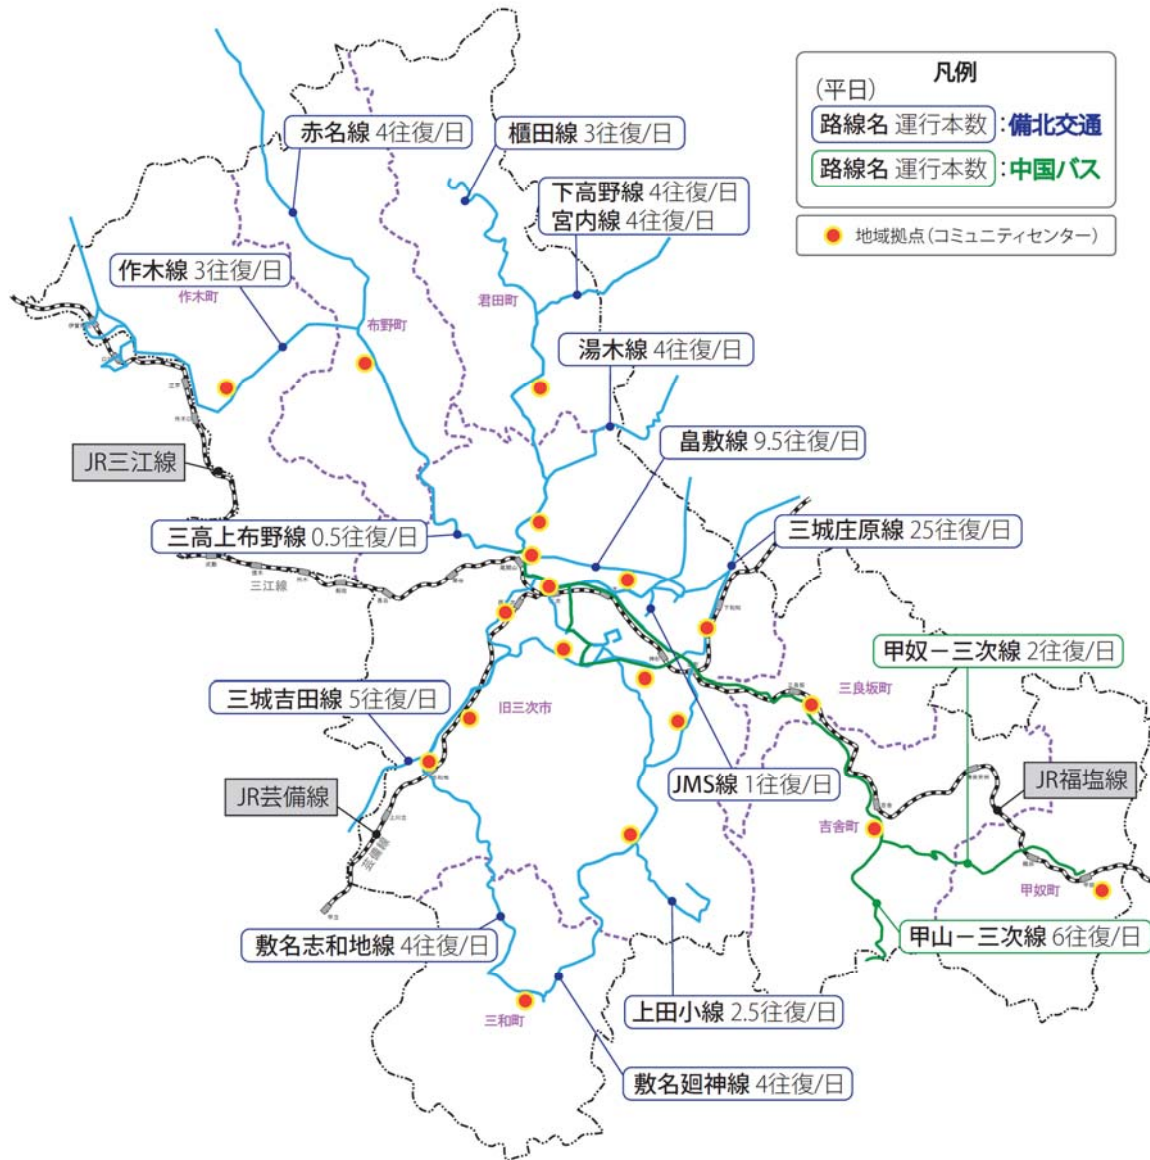 凡例
(平日)
路線名 運行本数:備北交通
路線名 運行本数:中国バス
地域拠点(コミュニティセンター)
赤名線 4往復/日
櫃田線 3往復/日
下高野線 4往復/日
宮内線 4往復/日
作木線 3往復/日
作木町
君田町
布野町
湯木線 4往復/日
畠敷線 9.5往復/日
JR三江線
三高上布野線 0.5往復/日
三城庄原線 25往復/日
三江線
甲奴－三次線 2往復/日
三良坂町
三城吉田線 5往復/日
旧三次市
JMS線 1往復/日
JR福塩線
JR芸備線
吉舎町
芸備線
甲奴町
敷名志和地線 4往復/日
甲山－三次線 6往復/日
上田小線 2.5往復/日
三和町
敷名廻神線 4往復/日